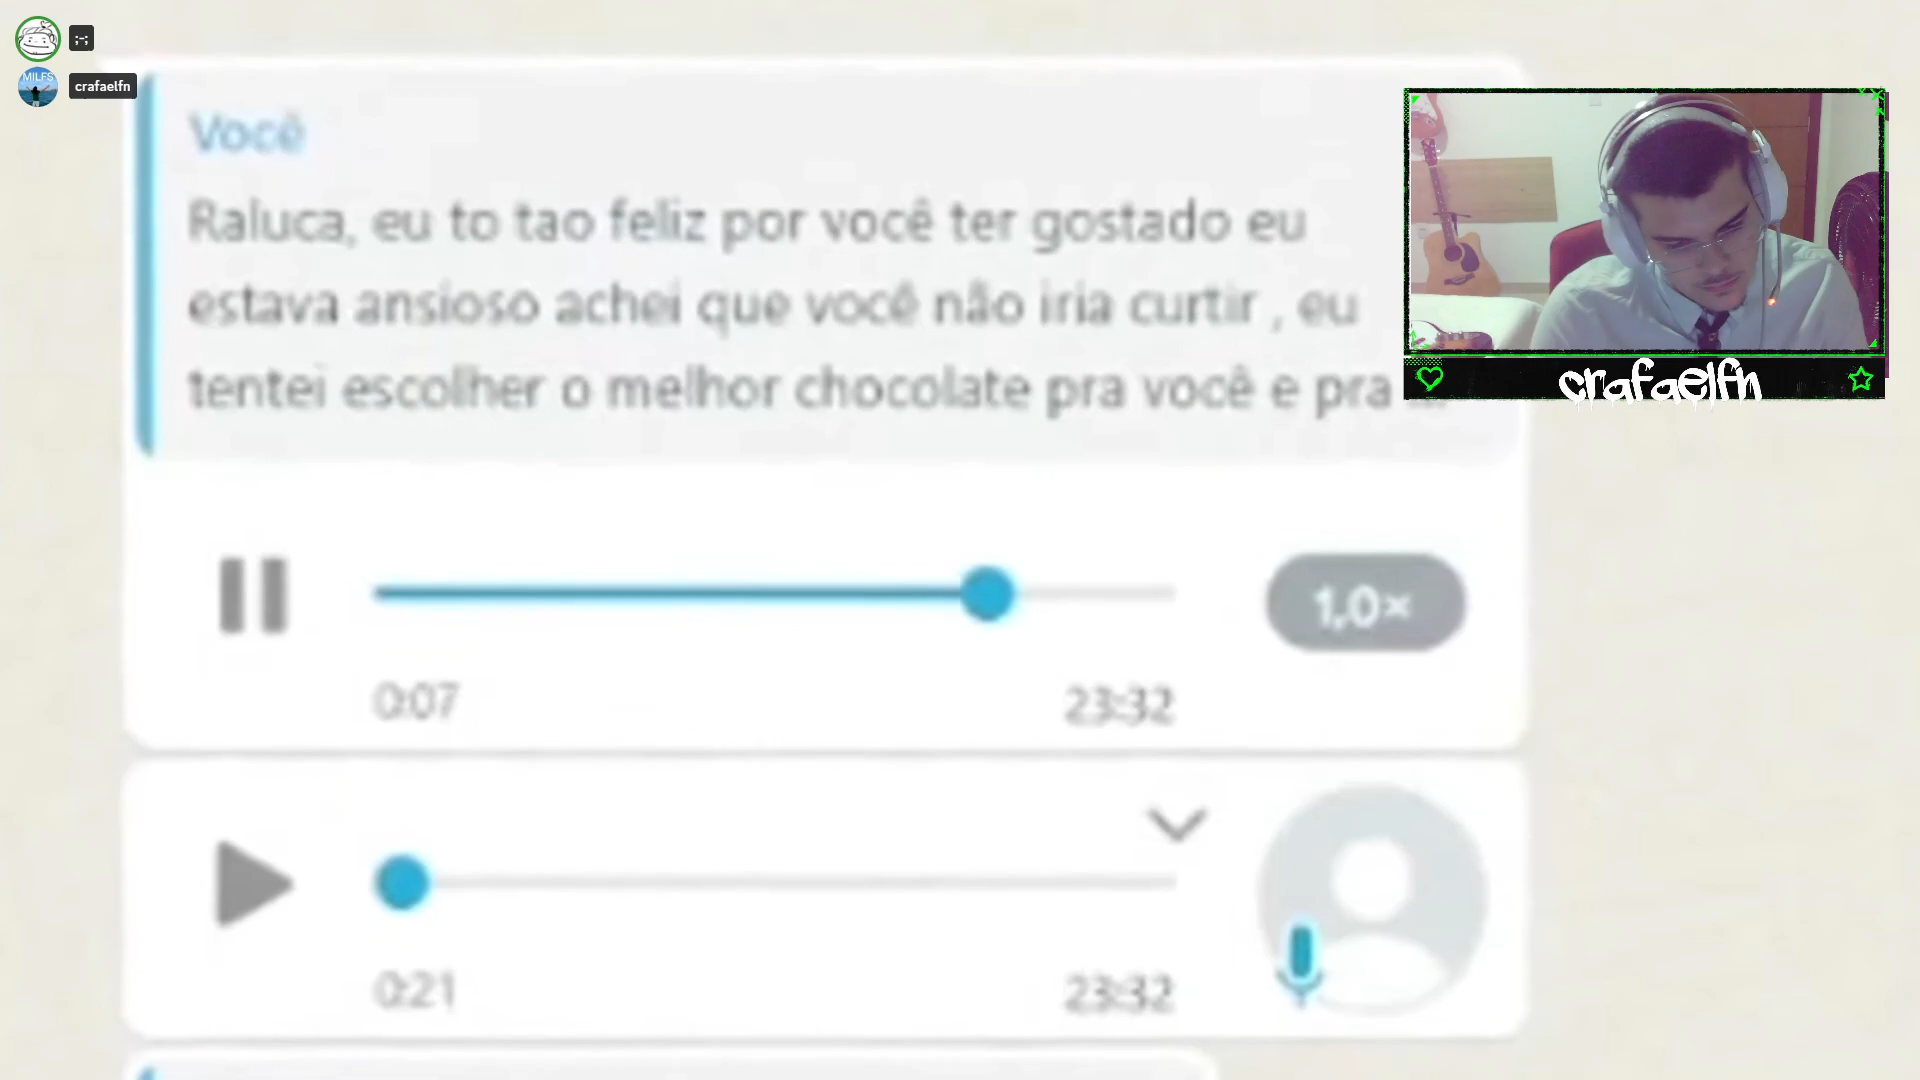 ;-;
MILFS
crafaelfn
Você
Raluca, eu to tao feliz por você ter gostado eu
estava ansioso achei que você não iria curtir , eu
tentei escolher o melhor chocolate pra você e pra ...
crafaelfn
1,0×
0:07
23:32
0:21
23:32